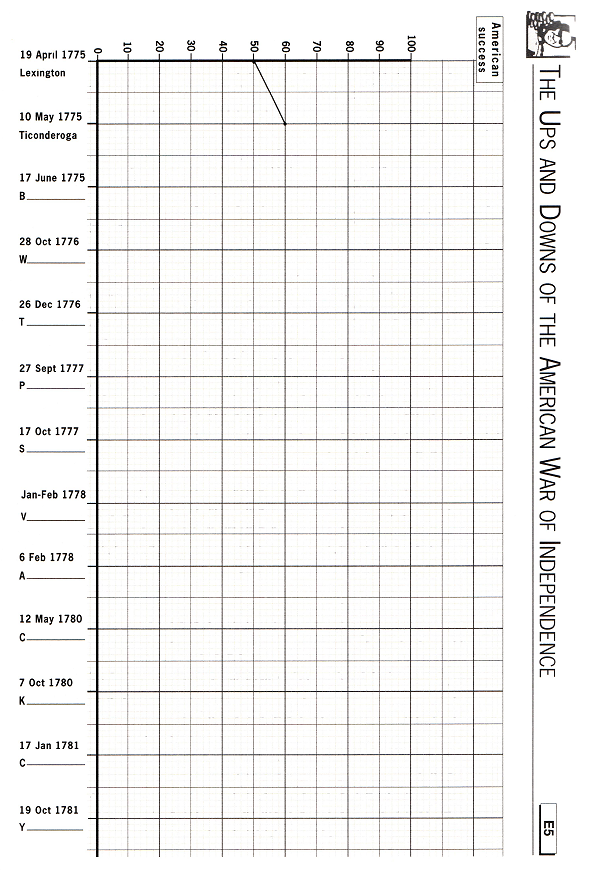 THE UPS AND DOWNS OF THE AMERICAN WAR OF INDEPENDENCE
E5
American
success
0 10 20 30 40 50 60 70 80 90 100
19 April 1775
Lexington
10 May 1775
Ticonderoga
17 June 1775
B
28 Oct 1776
W
26 Dec 1776
T
27 Sept 1777
P
17 Oct 1777
S
Jan-Feb 1778
V
6 Feb 1778
A
12 May 1780
C
7 Oct 1780
K
17 Jan 1781
C
19 Oct 1781
Y